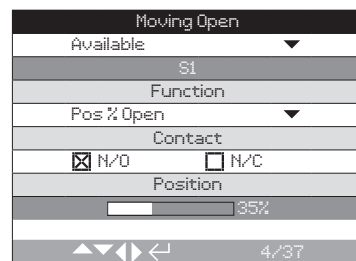 Moving Open
Available
S1
Function
Pos % Open
Contact
N/O N/C
Position
35%
4/37